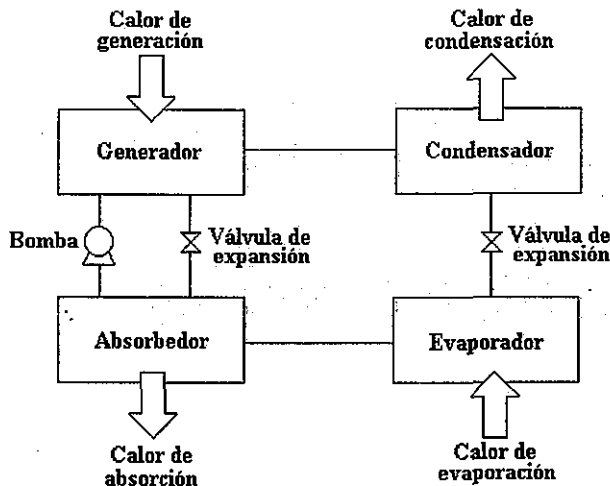 Calor de
generación
Calor de
condensación
Generador
Condensador
Bomba
Válvula de
expansión
Válvula de
expansión
Absorbedor
Evaporador
Calor de
absorción
Calor de
evaporación